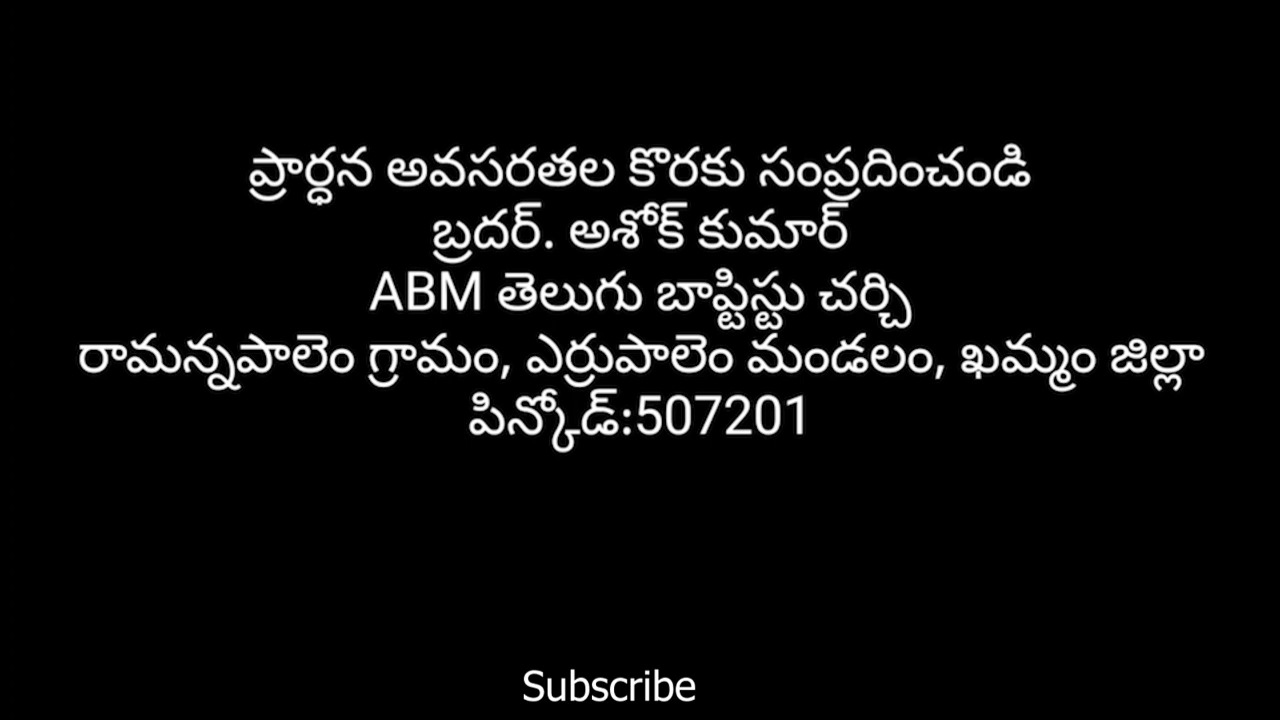 ప్రార్ధన అవసరతల కొరకు సంప్రదించండి
బ్రదర్. అశోక్ కుమార్
ABM తెలుగు బాప్టిస్టు చర్చి
రామన్నపాలెం గ్రామం, ఎర్రుపాలెం మండలం, ఖమ్మం జిల్లా
పిన్కోడ్:507201
Subscribe